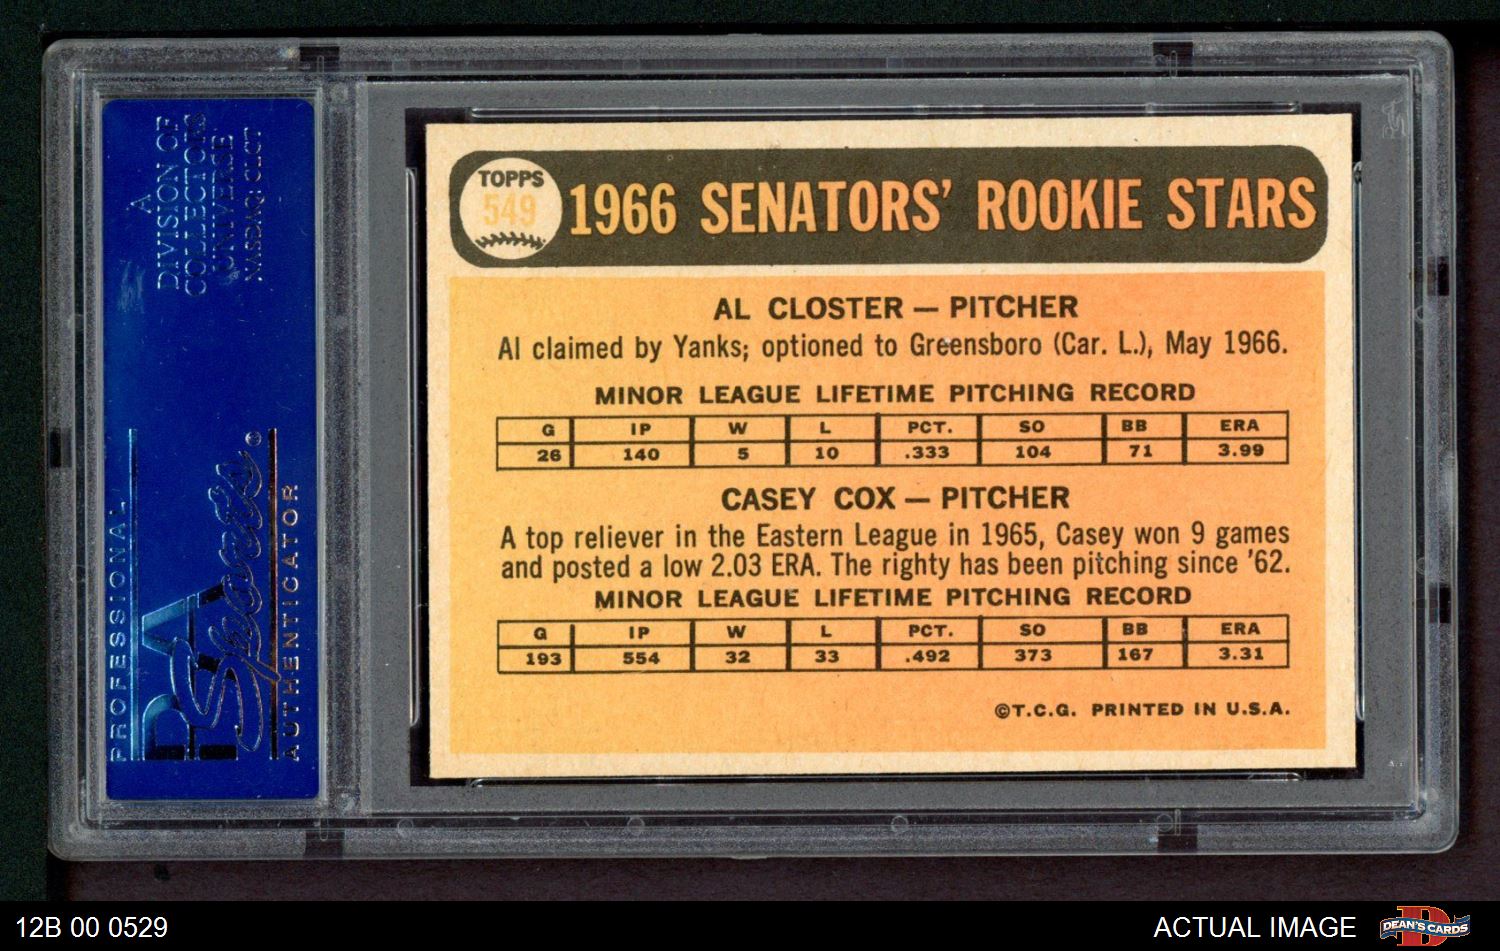 A
DIVISION OF
COLLECTORS
UNIVERSE
NASDAQ: CLCT
PROFESSIONAL
PSA
Sports®
AUTHENTICATOR
TOPPS
549
1966 SENATORS' ROOKIE STARS
AL CLOSTER — PITCHER
Al claimed by Yanks; optioned to Greensboro (Car. L.), May 1966.
MINOR LEAGUE LIFETIME PITCHING RECORD
G IP W L PCT. SO BB ERA
26 140 5 10 .333 104 71 3.99
CASEY COX — PITCHER
A top reliever in the Eastern League in 1965, Casey won 9 games
and posted a low 2.03 ERA. The righty has been pitching since '62.
MINOR LEAGUE LIFETIME PITCHING RECORD
G IP W L PCT. SO BB ERA
193 554 32 33 .492 373 167 3.31
©T.C.G. PRINTED IN U.S.A.
12B 00 0529
ACTUAL IMAGE
D
DEAN'S CARDS